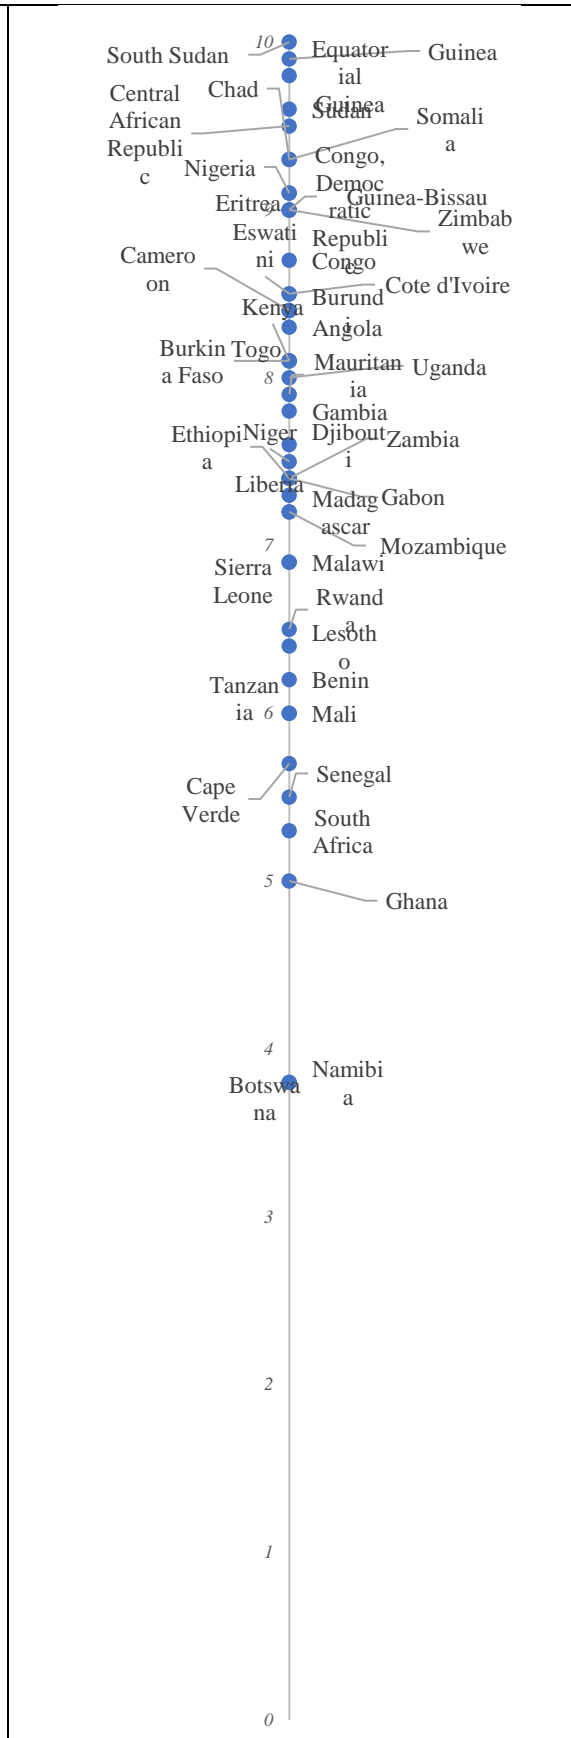 10
South Sudan
Equator
ial
Guinea
Guinea
Chad
Sudan
Central
African
Republi
c
Somali
a
Nigeria
Congo,
Democ
ratic
Republic
Guinea-Bissau
Eritrea
9
Zimbab
we
Eswati
ni
Camero
on
Congo
Cote d'Ivoire
Kenya
Burund
i
Angola
Burkin
a Faso
Togo
8
Mauritan
ia
Uganda
Gambia
Ethiopi
a
Niger
Djibout
i
Zambia
Liberia
Madag
ascar
Gabon
7
Mozambique
Sierra
Leone
Malawi
Rwand
a
Lesoth
o
Tanzan
ia
Benin
6
Mali
Cape
Verde
Senegal
South
Africa
5
Ghana
4
Botswa
na
Namibi
a
3
2
1
0